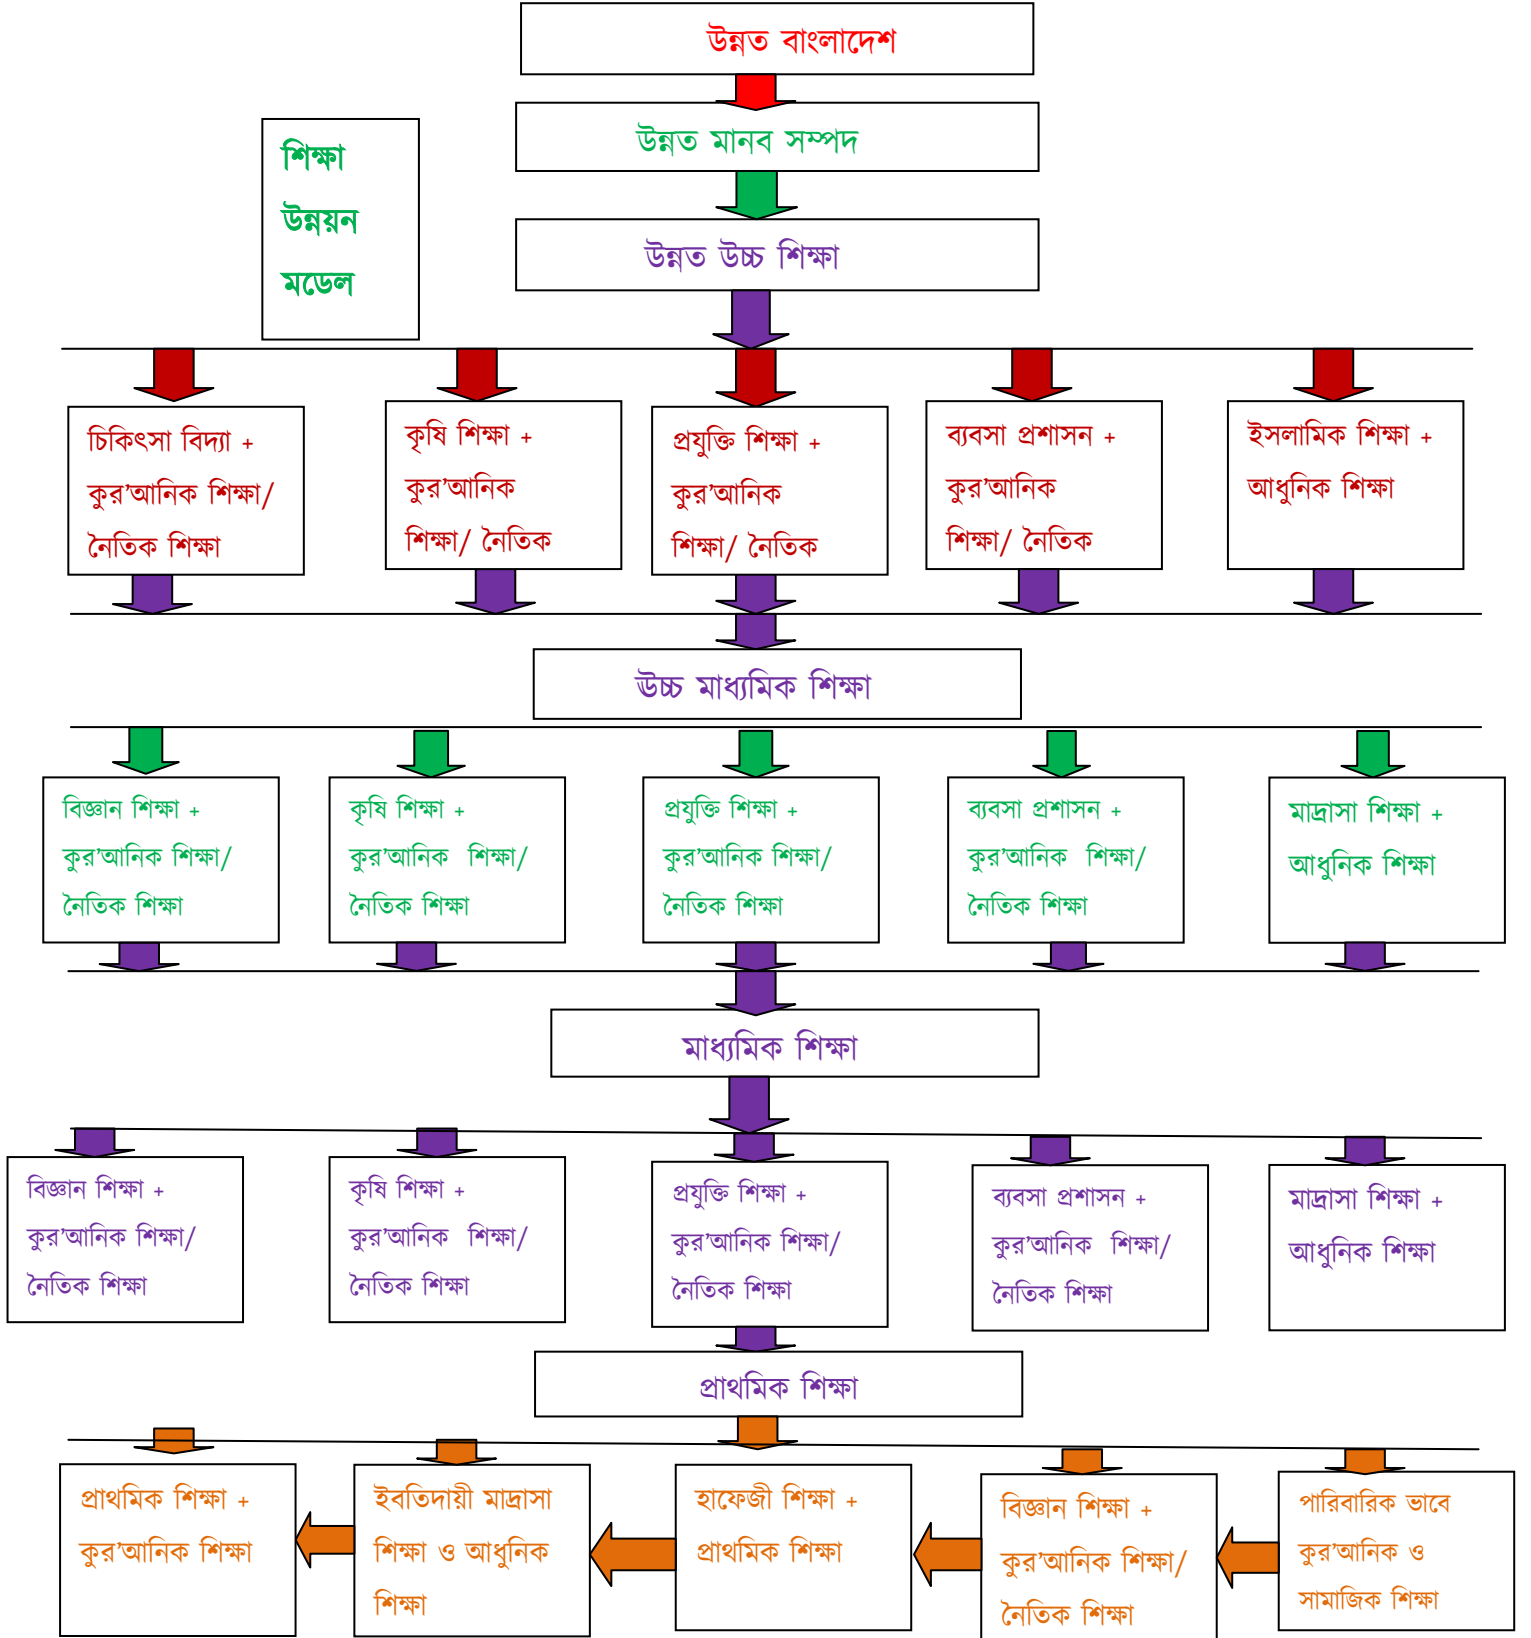 উন্নত বাংলাদেশ
উন্নত মানব সম্পদ
শিক্ষা
উন্নয়ন
মডেল
উন্নত উচ্চ শিক্ষা
চিকিৎসা বিদ্যা +
কুর’আনিক শিক্ষা/
নৈতিক শিক্ষা
কৃষি শিক্ষা +
কুর’আনিক
শিক্ষা/ নৈতিক
প্রযুক্তি শিক্ষা +
কুর’আনিক
শিক্ষা/ নৈতিক
ব্যবসা প্রশাসন +
কুর’আনিক
শিক্ষা/ নৈতিক
ইসলামিক শিক্ষা +
আধুনিক শিক্ষা
ঊচ্চ মাধ্যমিক শিক্ষা
বিজ্ঞান শিক্ষা +
কুর’আনিক শিক্ষা/
নৈতিক শিক্ষা
কৃষি শিক্ষা +
কুর’আনিক শিক্ষা/
নৈতিক শিক্ষা
প্রযুক্তি শিক্ষা +
কুর’আনিক শিক্ষা/
নৈতিক শিক্ষা
ব্যবসা প্রশাসন +
কুর’আনিক শিক্ষা/
নৈতিক শিক্ষা
মাদ্রাসা শিক্ষা +
আধুনিক শিক্ষা
মাধ্যমিক শিক্ষা
বিজ্ঞান শিক্ষা +
কুর’আনিক শিক্ষা/
নৈতিক শিক্ষা
কৃষি শিক্ষা +
কুর’আনিক শিক্ষা/
নৈতিক শিক্ষা
প্রযুক্তি শিক্ষা +
কুর’আনিক শিক্ষা/
নৈতিক শিক্ষা
ব্যবসা প্রশাসন +
কুর’আনিক শিক্ষা/
নৈতিক শিক্ষা
মাদ্রাসা শিক্ষা +
আধুনিক শিক্ষা
প্রাথমিক শিক্ষা
প্রাথমিক শিক্ষা +
কুর’আনিক শিক্ষা
ইবতিদায়ী মাদ্রাসা
শিক্ষা ও আধুনিক
শিক্ষা
হাফেজী শিক্ষা +
প্রাথমিক শিক্ষা
বিজ্ঞান শিক্ষা +
কুর’আনিক শিক্ষা/
নৈতিক শিক্ষা
পারিবারিক ভাবে
কুর’আনিক ও
সামাজিক শিক্ষা